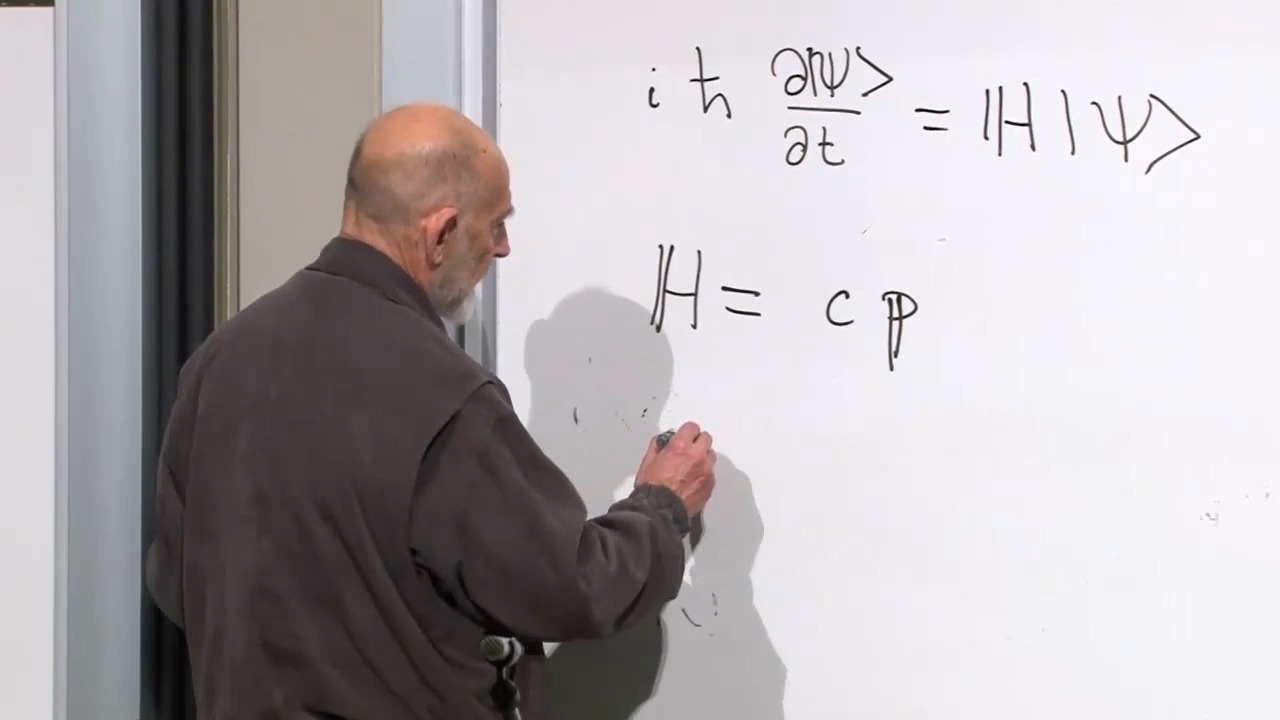 iħ ∂|ψ⟩/∂t = ℍ|ψ⟩
ℍ = c p